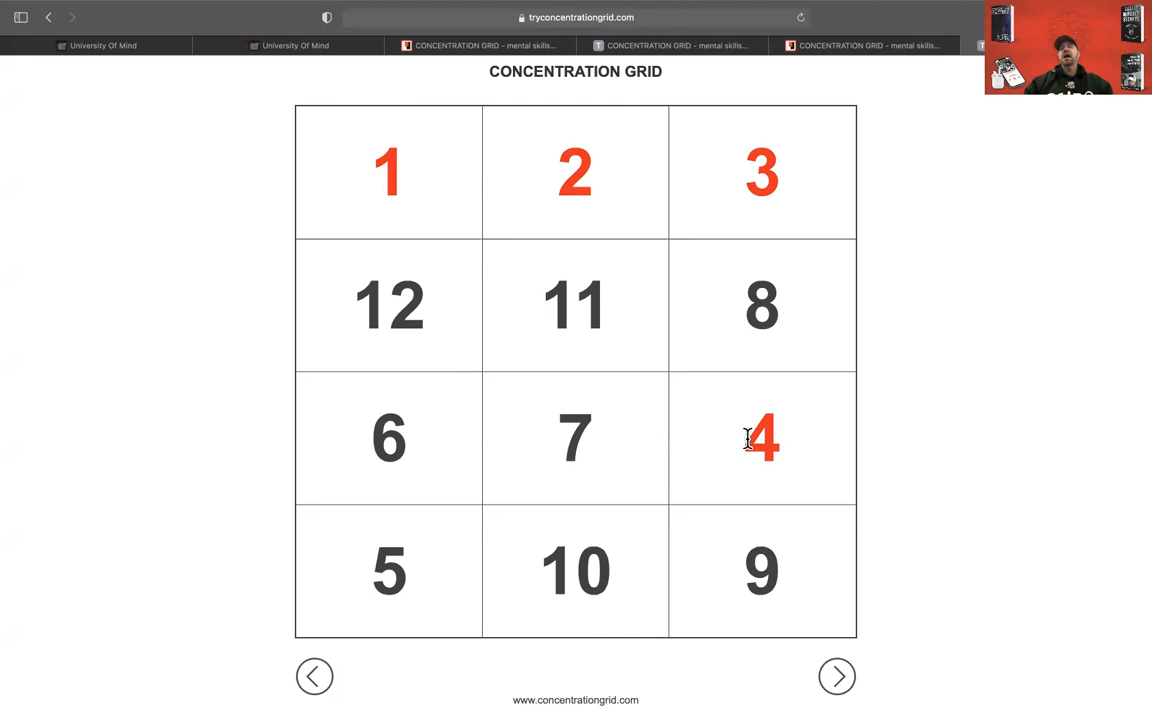 tryconcentrationgrid.com
University Of Mind
University Of Mind
CONCENTRATION GRID - mental skills...
CONCENTRATION GRID - mental skills...
CONCENTRATION GRID - mental skills...
CONCENTRATION GRID
1 2 3
12 11 8
6 7 4
5 10 9
www.concentrationgrid.com